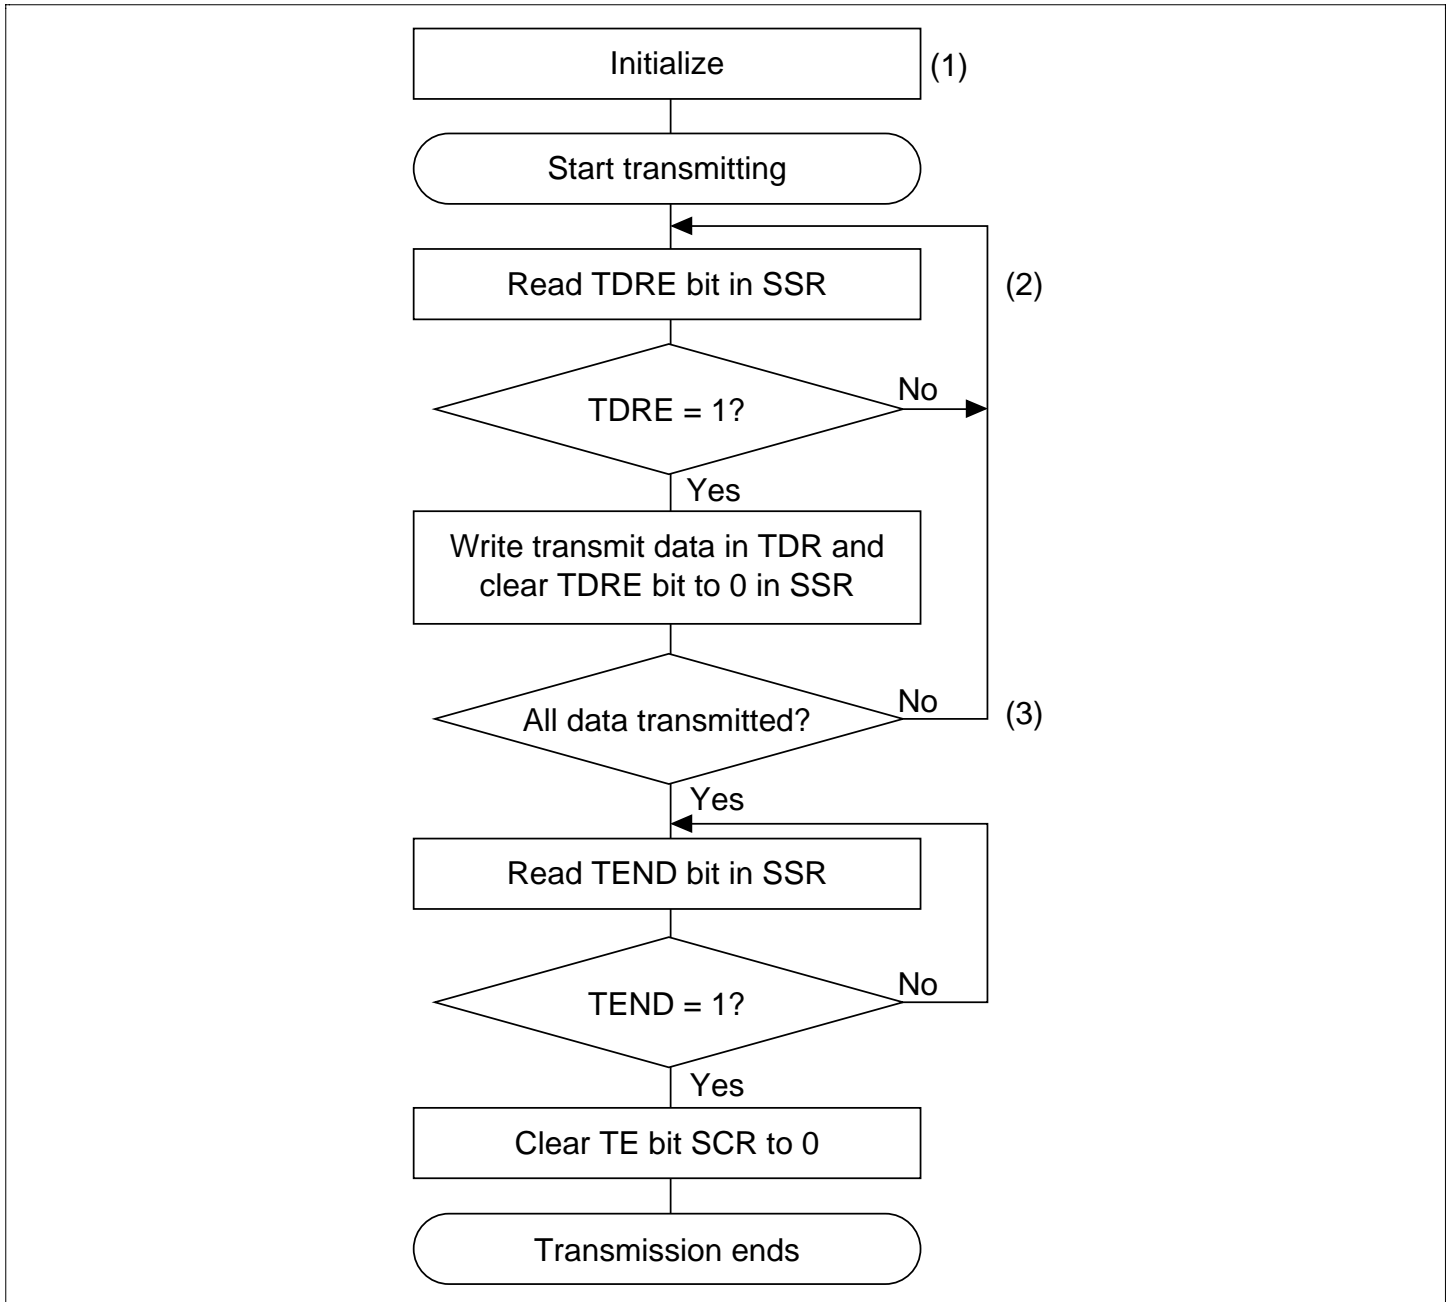 Initialize
(1)
Start transmitting
Read TDRE bit in SSR
(2)
TDRE = 1?
No
Yes
Write transmit data in TDR and
clear TDRE bit to 0 in SSR
All data transmitted?
No
(3)
Yes
Read TEND bit in SSR
TEND = 1?
No
Yes
Clear TE bit SCR to 0
Transmission ends